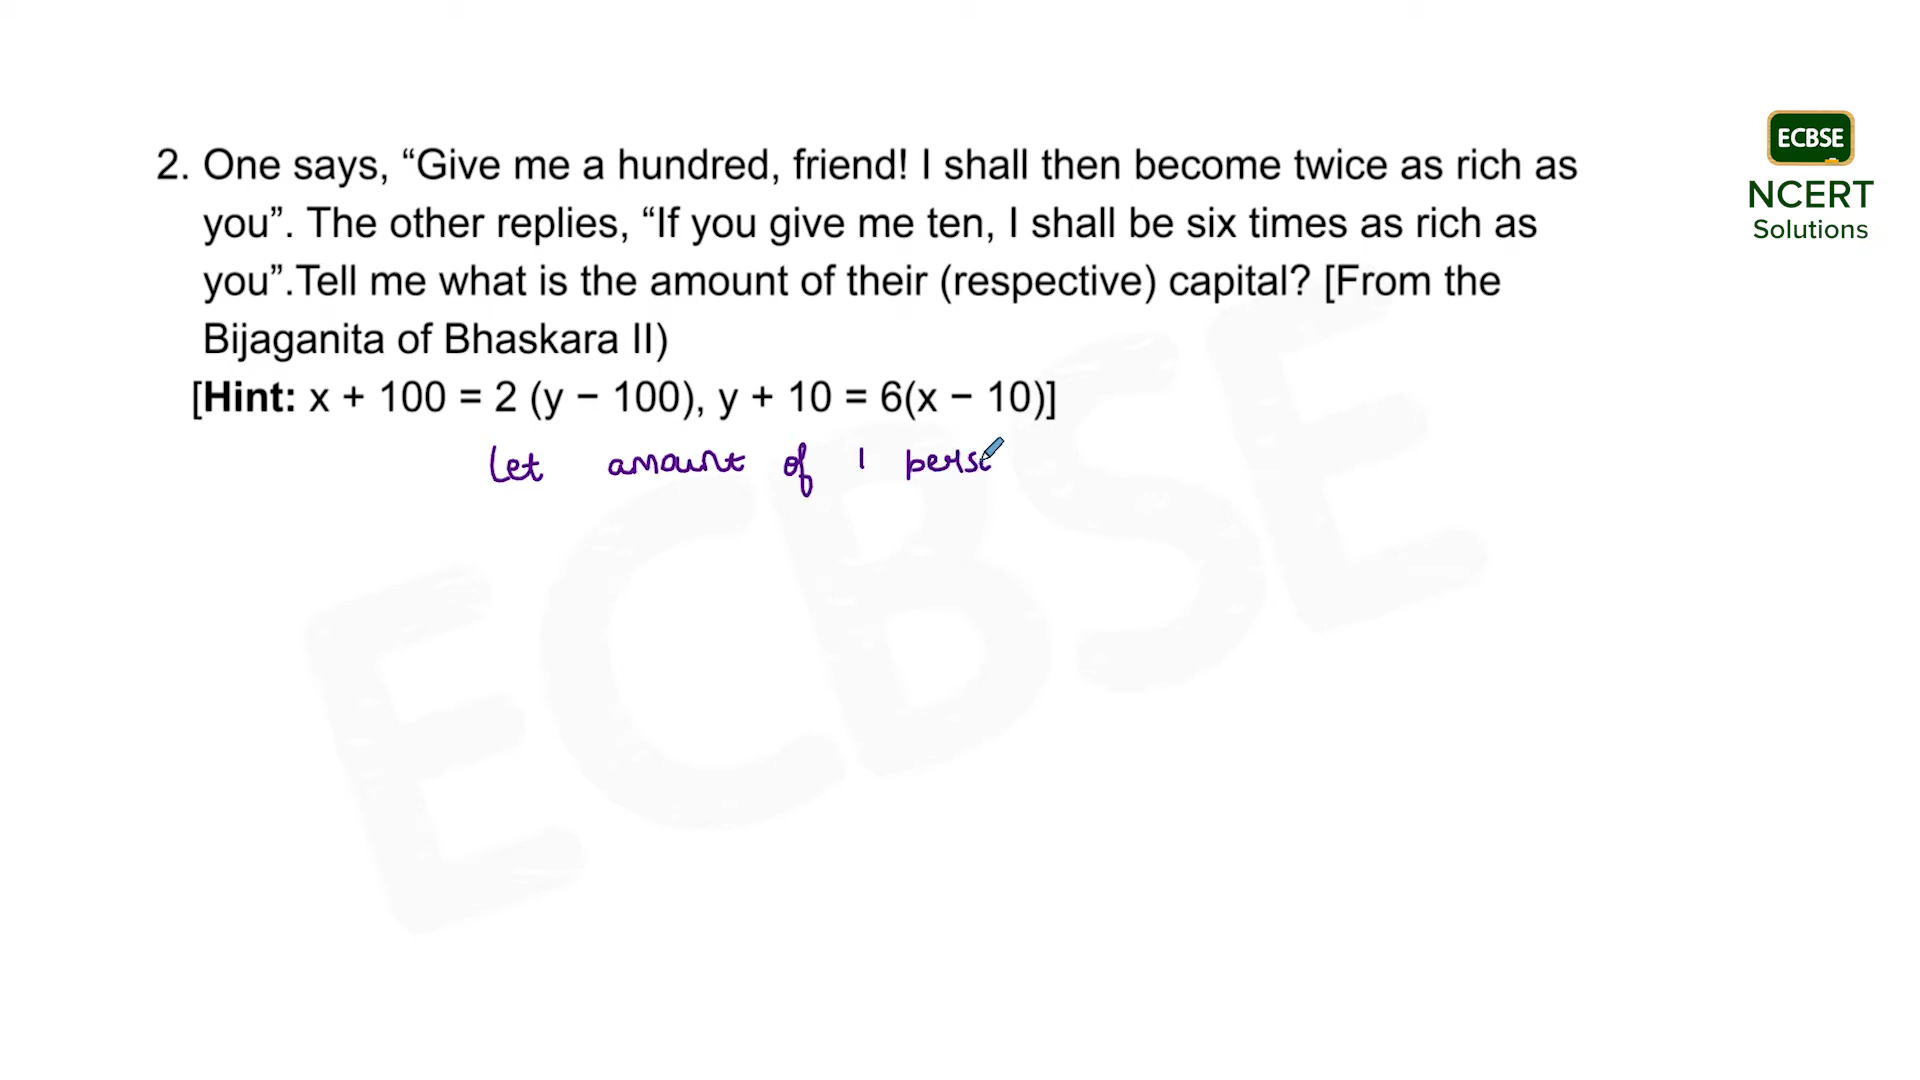 2. One says, “Give me a hundred, friend! I shall then become twice as rich as
you”. The other replies, “If you give me ten, I shall be six times as rich as
you”.Tell me what is the amount of their (respective) capital? [From the
Bijaganita of Bhaskara II)
[Hint: x + 100 = 2 (y − 100), y + 10 = 6(x − 10)]
Let amount of 1 perso
ECBSE
NCERT
Solutions
ECBSE